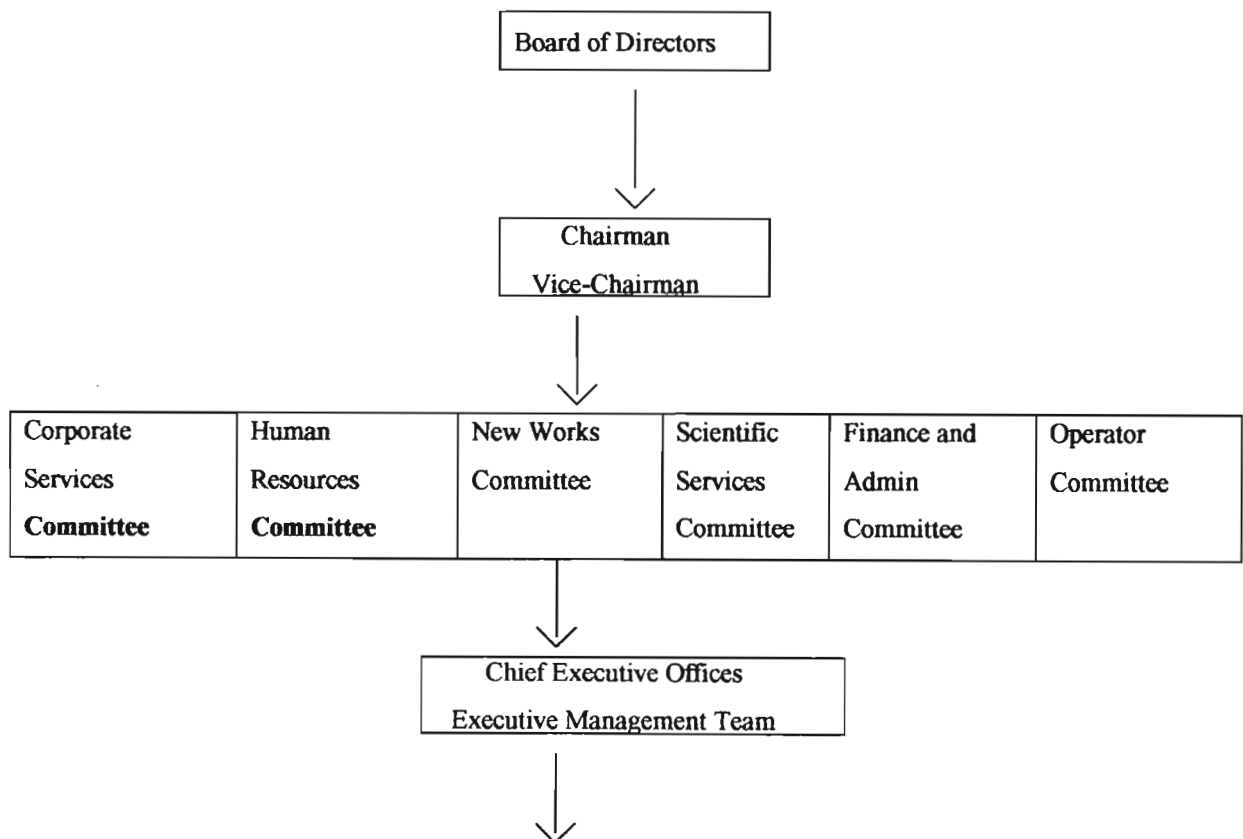 Board of Directors
Chairman
Vice-Chairman
Corporate
Services
Committee
Human
Resources
Committee
New Works
Committee
Scientific
Services
Committee
Finance and
Admin
Committee
Operator
Committee
Chief Executive Offices
Executive Management Team